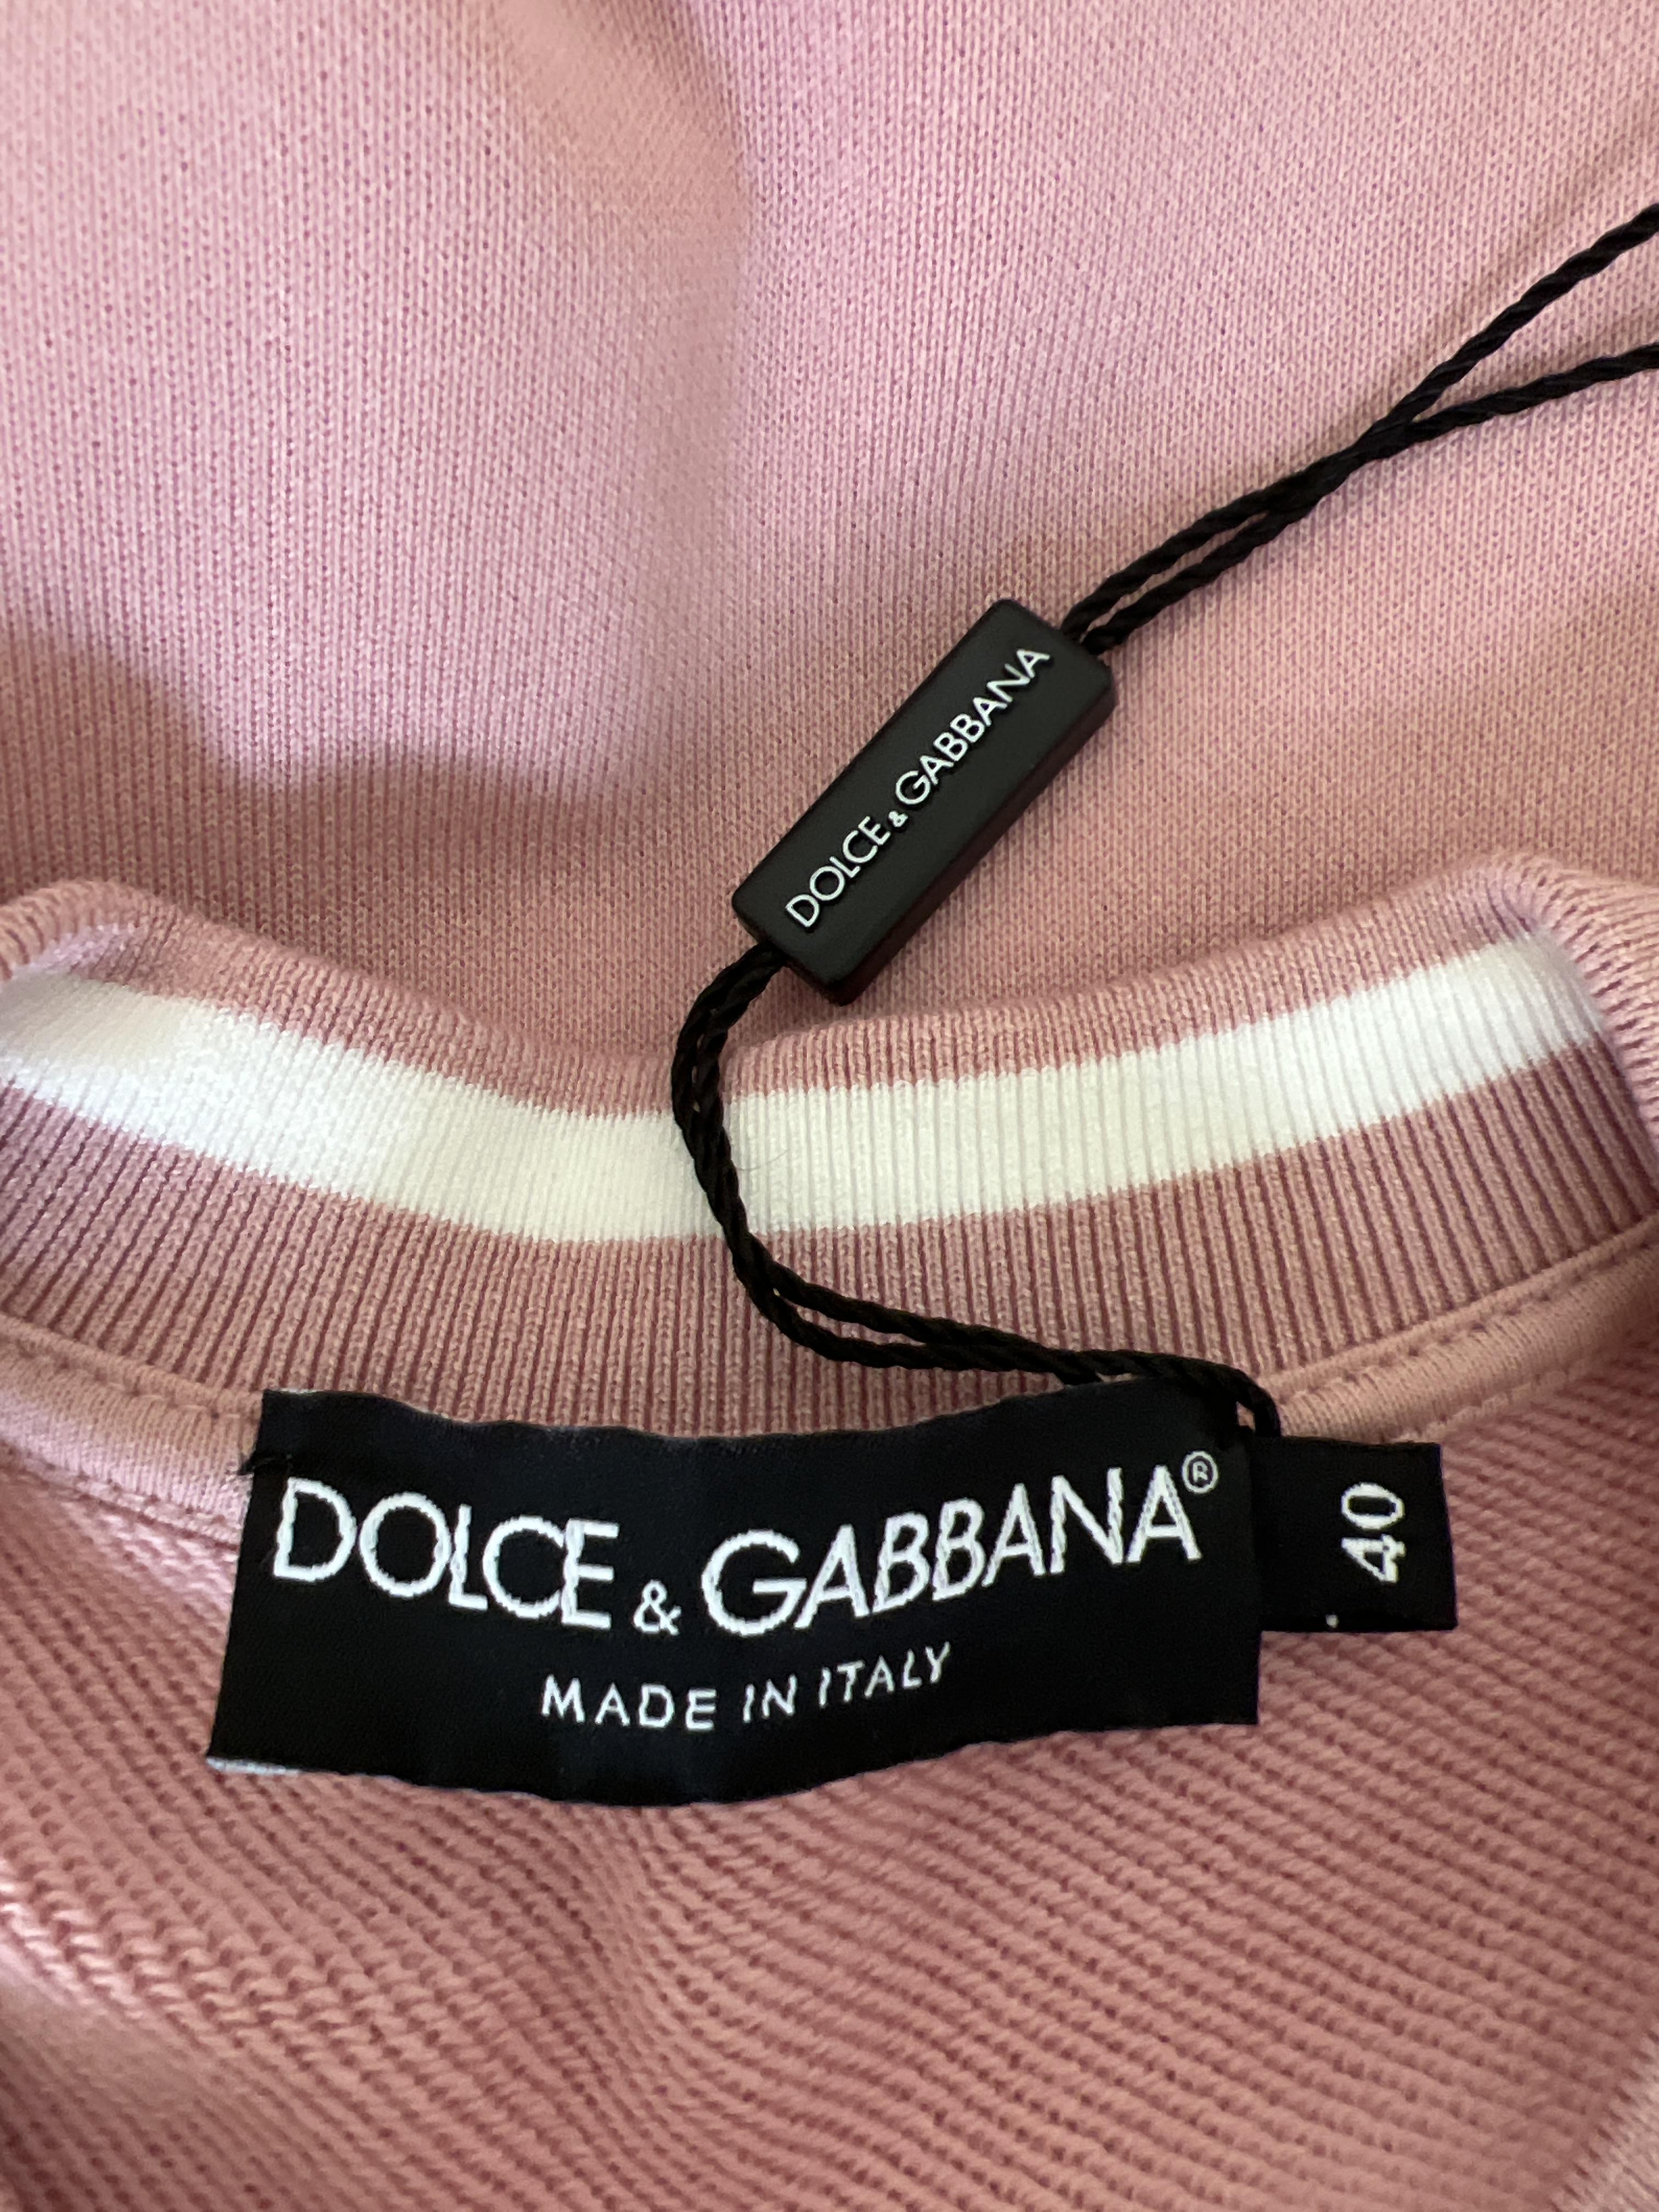 DOLCE & GABBANA
DOLCE & GABBANA®
MADE IN ITALY
40